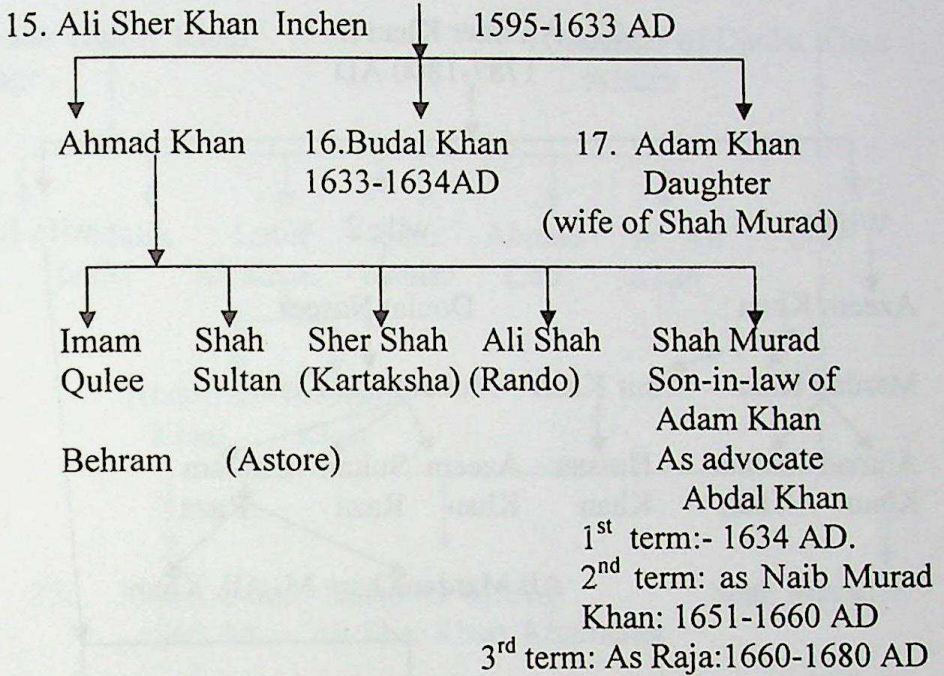 15. Ali Sher Khan Inchen 1595-1633 AD
Ahmad Khan 16.Budal Khan 17. Adam Khan
1633-1634AD Daughter
(wife of Shah Murad)
Imam Shah Sher Shah Ali Shah Shah Murad
Qulee Sultan (Kartaksha) (Rando) Son-in-law of
Adam Khan
Behram (Astore) As advocate
Abdal Khan
1st term:- 1634 AD.
2nd term: as Naib Murad
Khan: 1651-1660 AD
3rd term: As Raja:1660-1680 AD